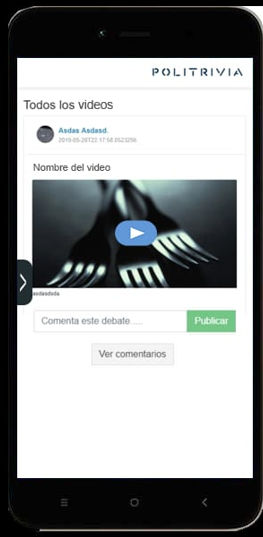 POLITRIVIA
Todos los videos
Asdas Asdasd.
2019-05-28T22:17:58.0523256
Nombre del video
asdasdsda
Comenta este debate ....
Publicar
Ver comentarios